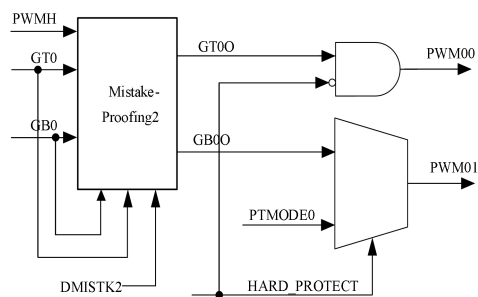 PWMH
GT0
GB0
Mistake-
Proofing2
GT0O
GB0O
PWM00
PWM01
PTMODE0
DMISTK2
HARD_PROTECT